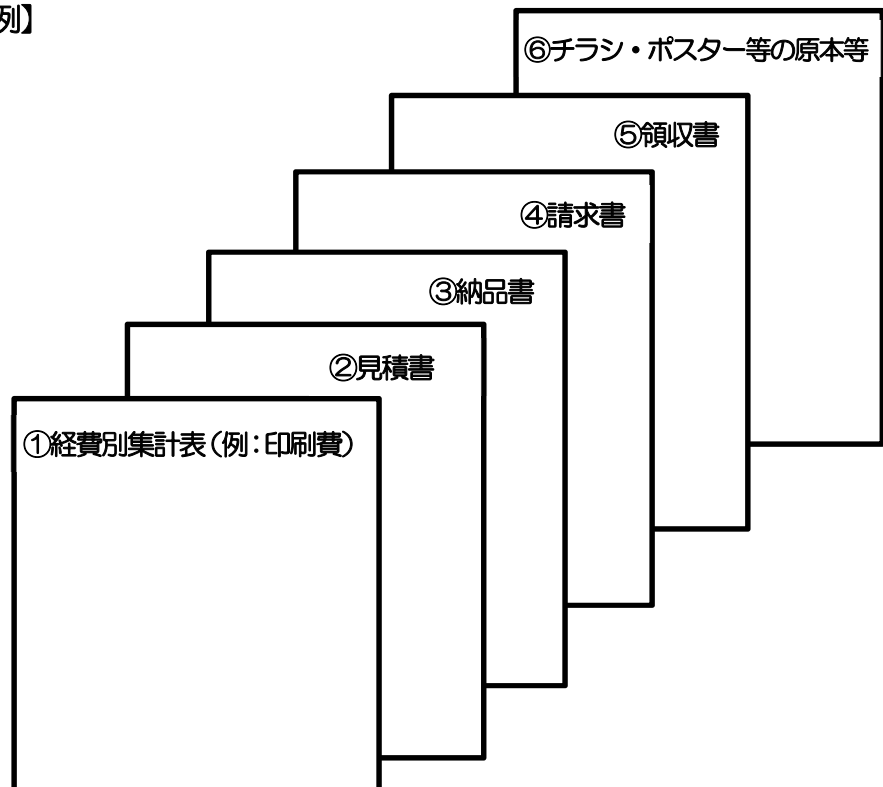 列】
⑥チラシ・ポスター等の原本等
⑤領収書
④請求書
③納品書
②見積書
①経費別集計表（例：印刷費）